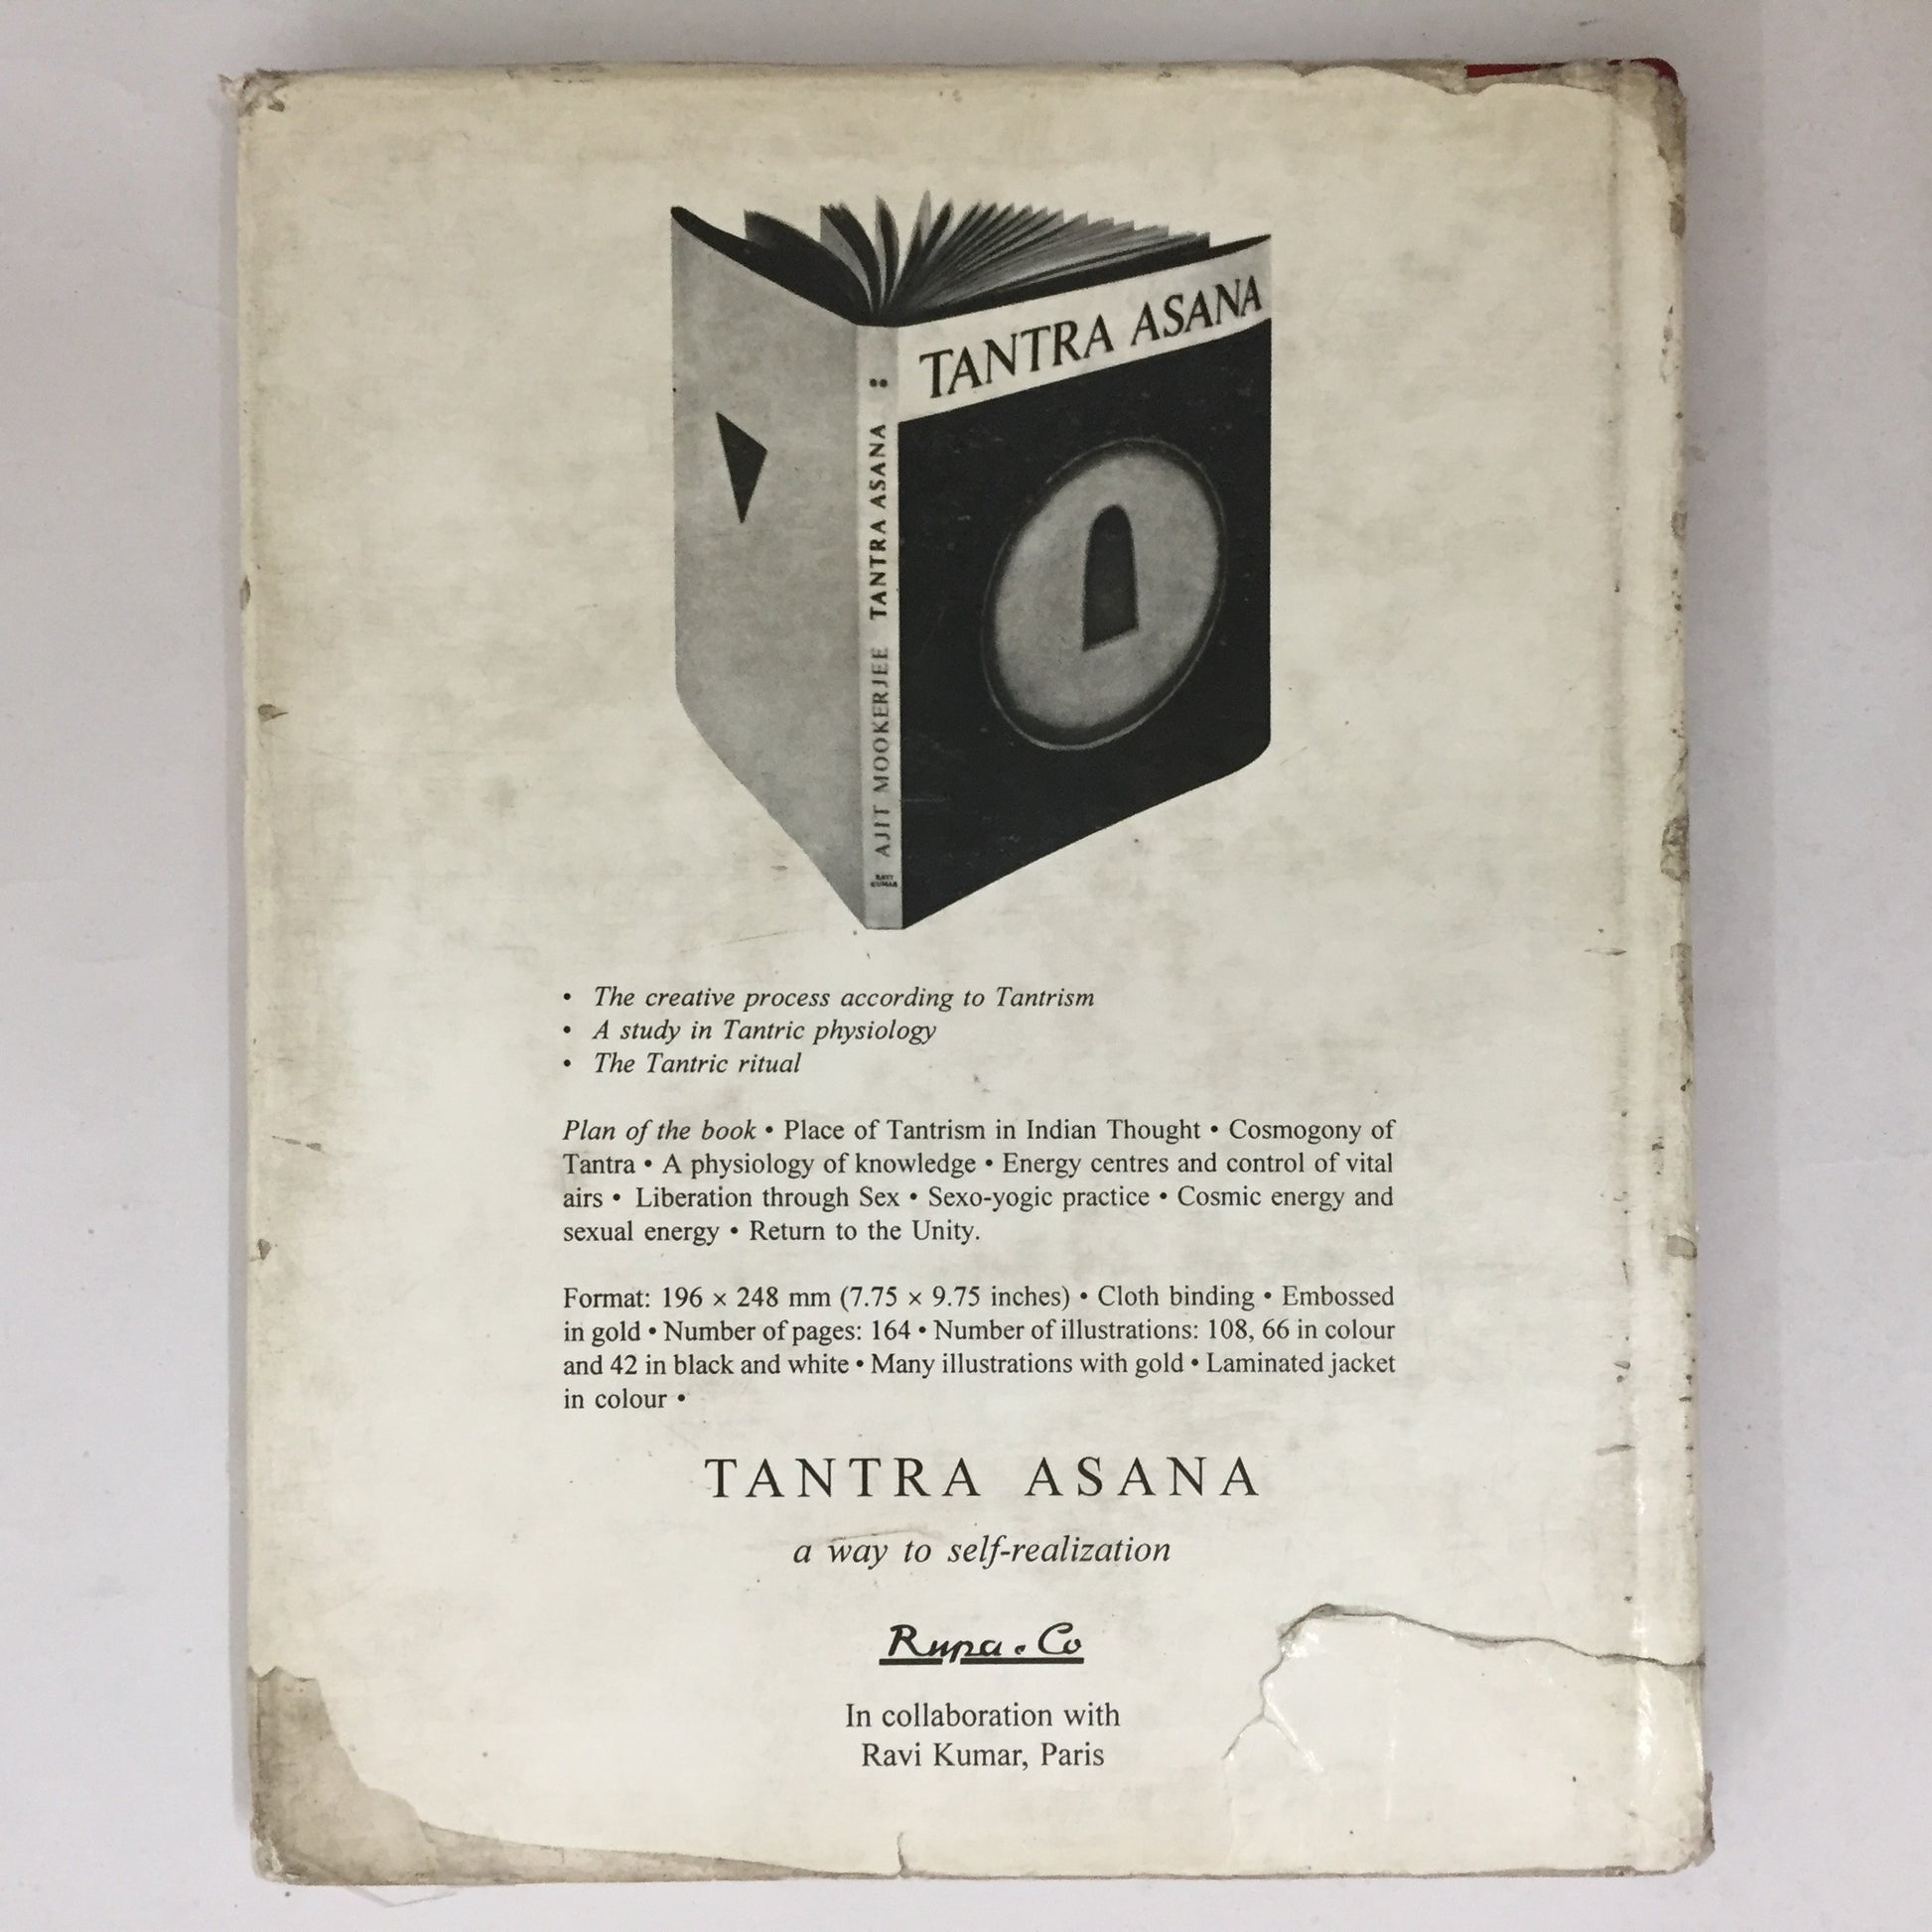 TANTRA ASANA
AJIT MOOKERJEE TANTRA ASANA
RAVI
KUMAR
• The creative process according to Tantrism
• A study in Tantric physiology
• The Tantric ritual
Plan of the book • Place of Tantrism in Indian Thought • Cosmogony of
Tantra • A physiology of knowledge • Energy centres and control of vital
airs • Liberation through Sex • Sexo-yogic practice • Cosmic energy and
sexual energy • Return to the Unity.
Format: 196 × 248 mm (7.75 × 9.75 inches) • Cloth binding • Embossed
in gold • Number of pages: 164 • Number of illustrations: 108, 66 in colour
and 42 in black and white • Many illustrations with gold • Laminated jacket
in colour •
TANTRA ASANA
a way to self-realization
Rupa . Co
In collaboration with
Ravi Kumar, Paris